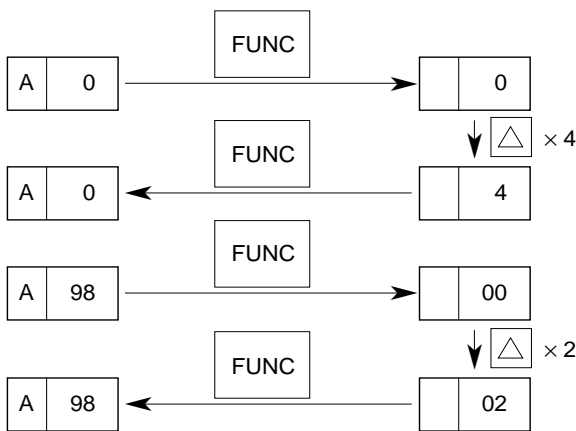 FUNC
A 0 0
△ × 4
FUNC
A 0 4
FUNC
A 98 00
△ × 2
FUNC
A 98 02